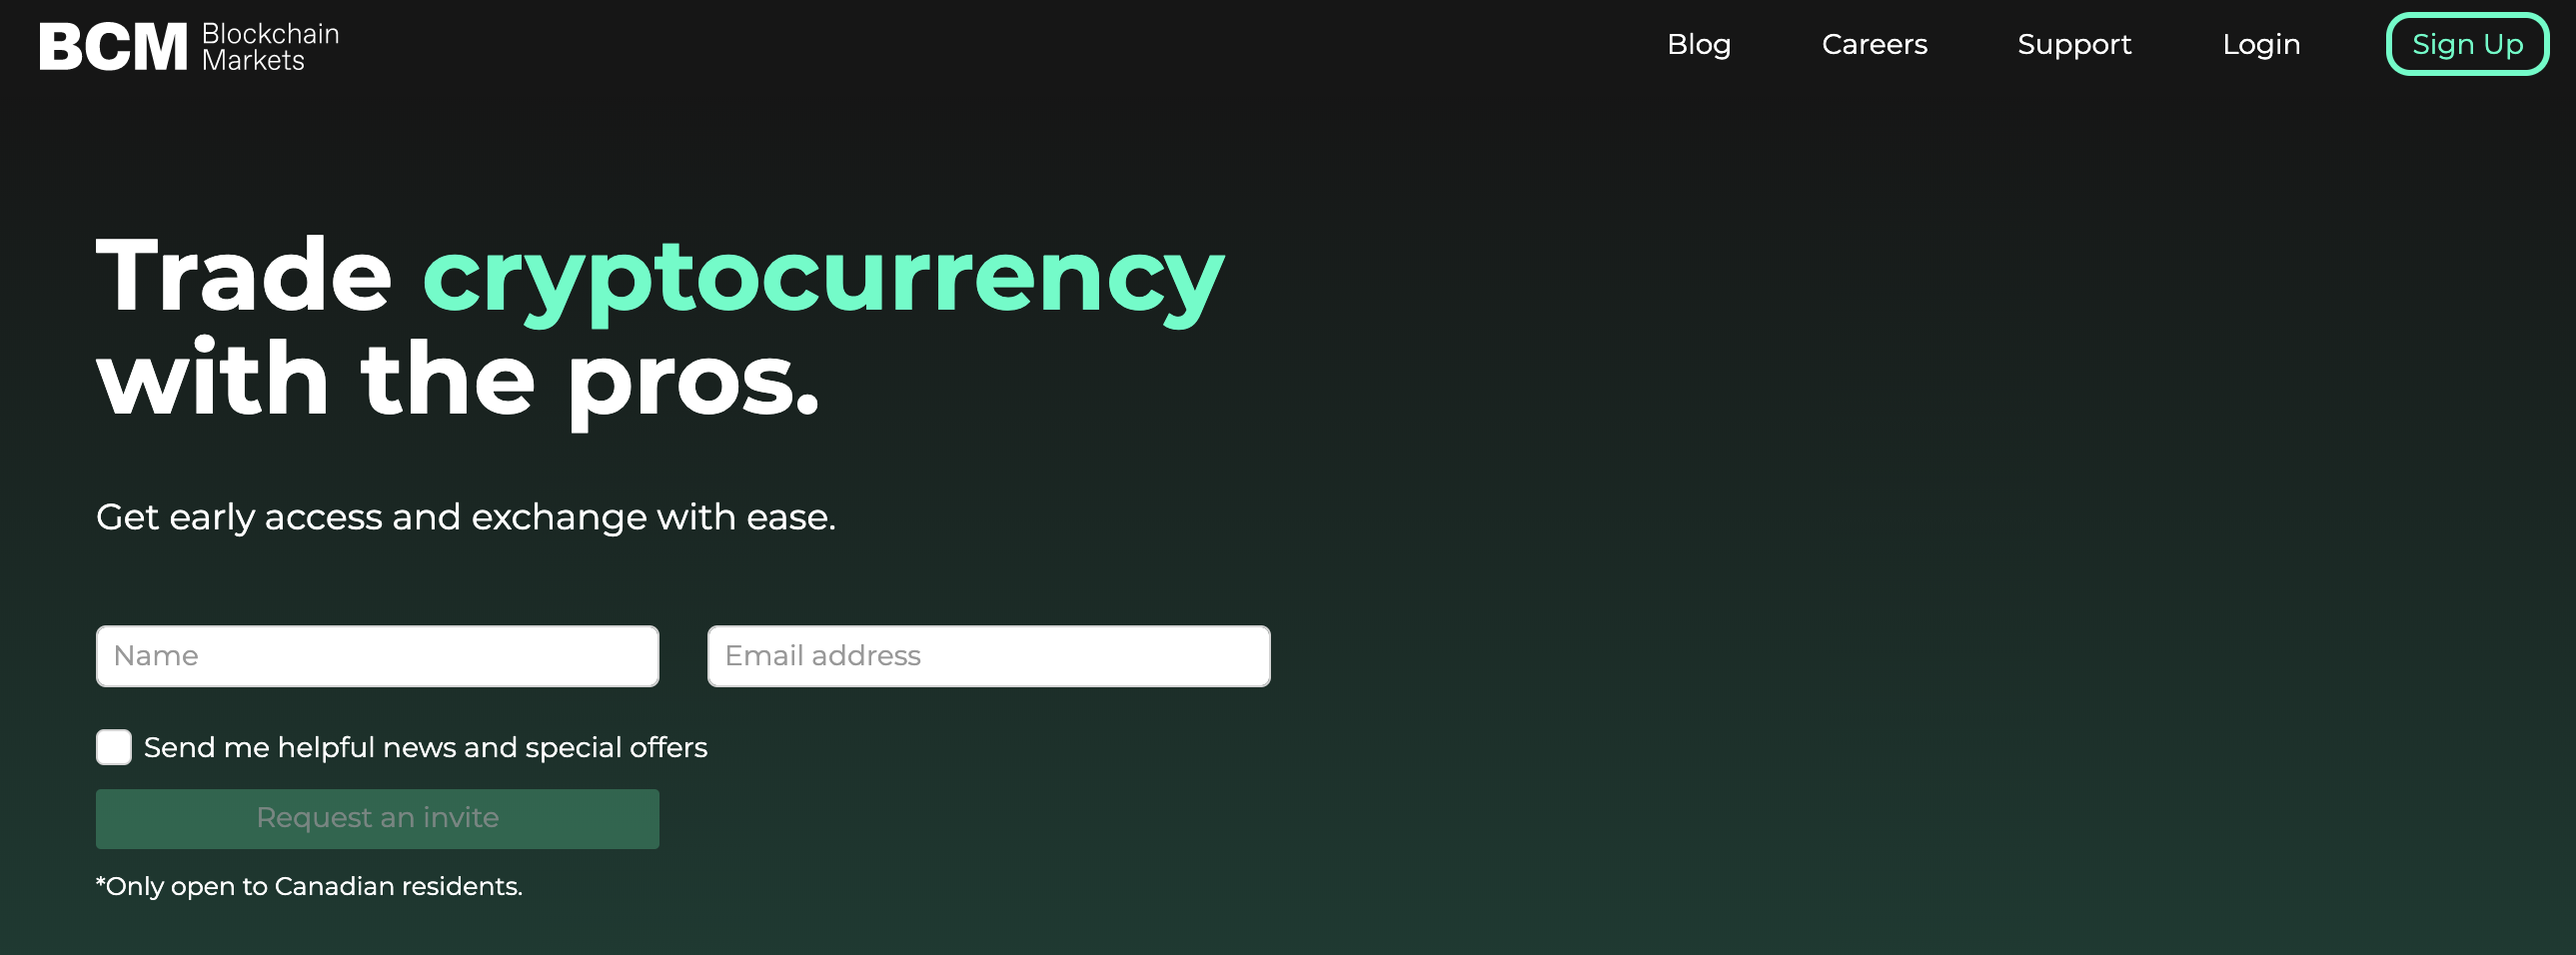 BCM Blockchain
Markets
Blog Careers Support Login Sign Up
Trade cryptocurrency
with the pros.
Get early access and exchange with ease.
Name Email address
Send me helpful news and special offers
Request an invite
*Only open to Canadian residents.